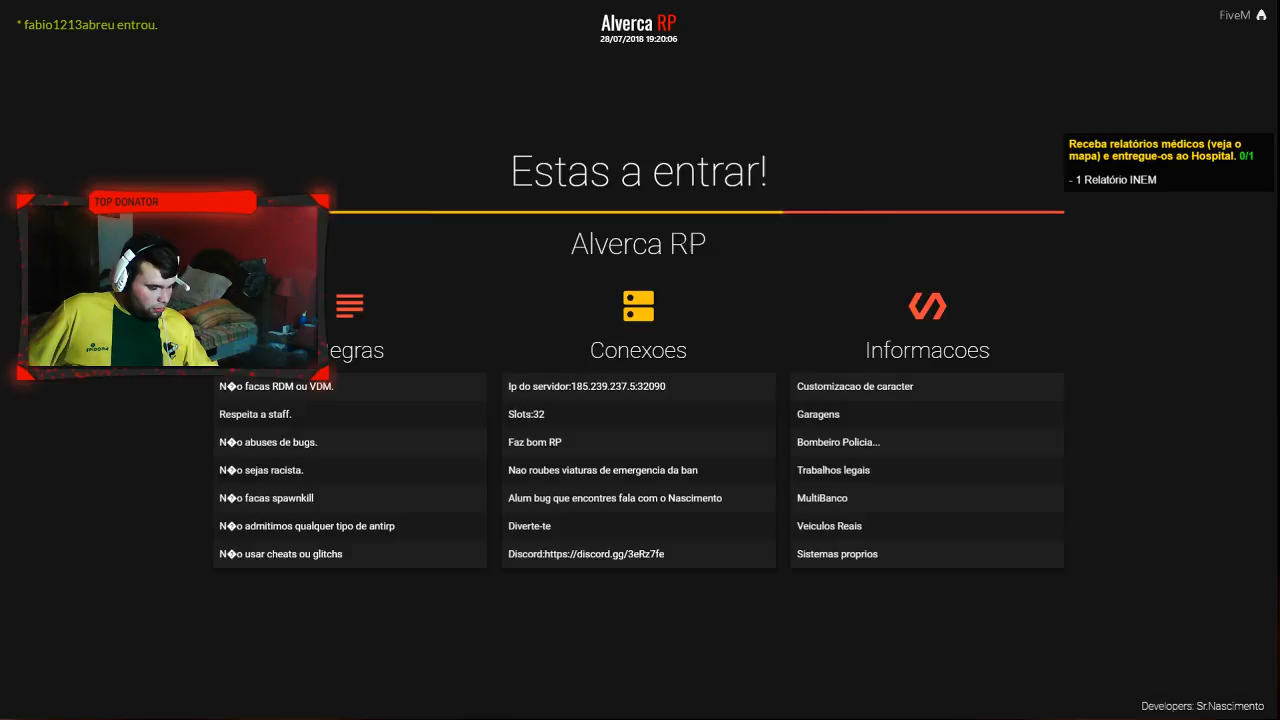 * fabio1213abreu entrou.
Alverca RP
28/07/2018 19:20:06
FiveM
Receba relatórios médicos (veja o
mapa) e entregue-os ao Hospital. 0/1
- 1 Relatório INEM
Estas a entrar!
TOP DONATOR
Alverca RP
egras
N�o facas RDM ou VDM.
Respeita a staff.
N�o abuses de bugs.
N�o sejas racista.
N�o facas spawnkill
N�o admitimos qualquer tipo de antirp
N�o usar cheats ou glitchs
Conexoes
Ip do servidor:185.239.237.5:32090
Slots:32
Faz bom RP
Nao roubes viaturas de emergencia da ban
Alum bug que encontres fala com o Nascimento
Diverte-te
Discord:https://discord.gg/3eRz7fe
Informacoes
Customizacao de caracter
Garagens
Bombeiro Policia...
Trabalhos legais
MultiBanco
Veiculos Reais
Sistemas proprios
Developers: Sr.Nascimento